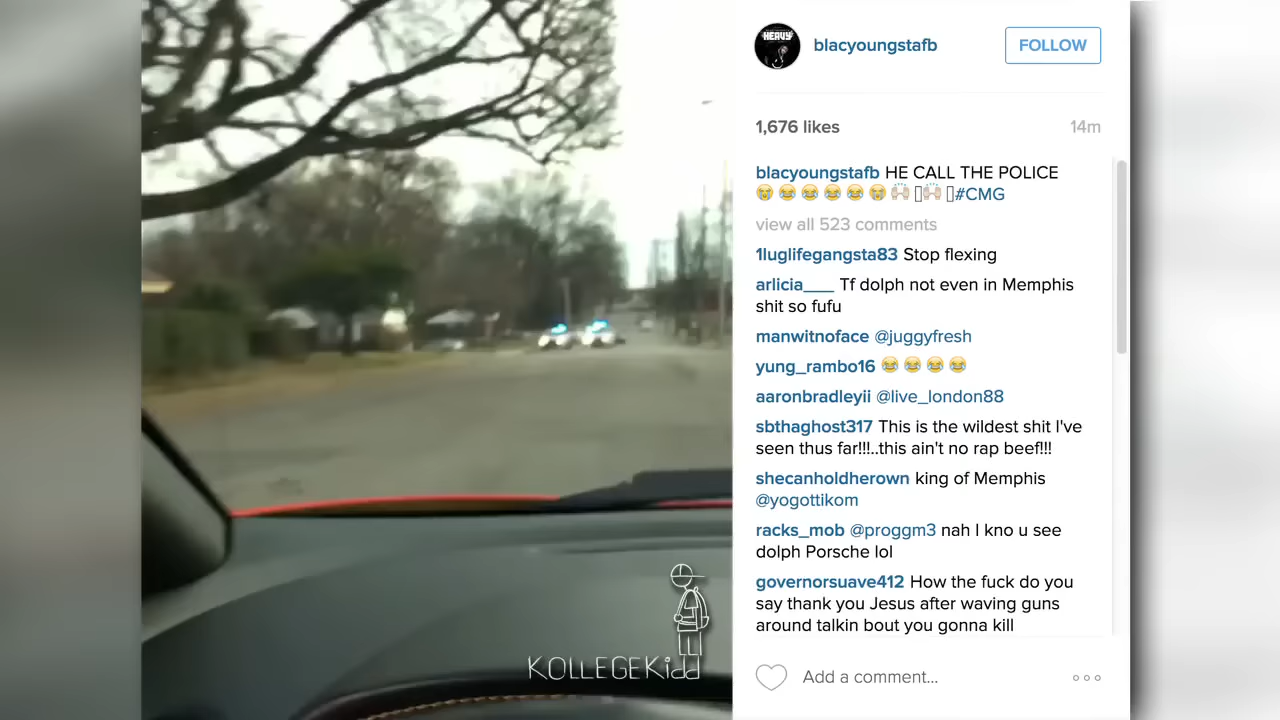 HEAVY
blacyoungstafb
FOLLOW
1,676 likes
14m
blacyoungstafb HE CALL THE POLICE
😭😂😂😂😂😭🙌🏻▯🙌🏻▯#CMG
view all 523 comments
1luglifegangsta83 Stop flexing
arlicia___ Tf dolph not even in Memphis
shit so fufu
manwitnoface @juggyfresh
yung_rambo16 😂😂😂😂
aaronbradleyii @live_london88
sbthaghost317 This is the wildest shit I've
seen thus far!!!..this ain't no rap beef!!!
shecanholdherown king of Memphis
@yogottikom
racks_mob @proggm3 nah I kno u see
dolph Porsche lol
governorsuave412 How the fuck do you
say thank you Jesus after waving guns
around talkin bout you gonna kill
Add a comment...
KOLLEGEKidd